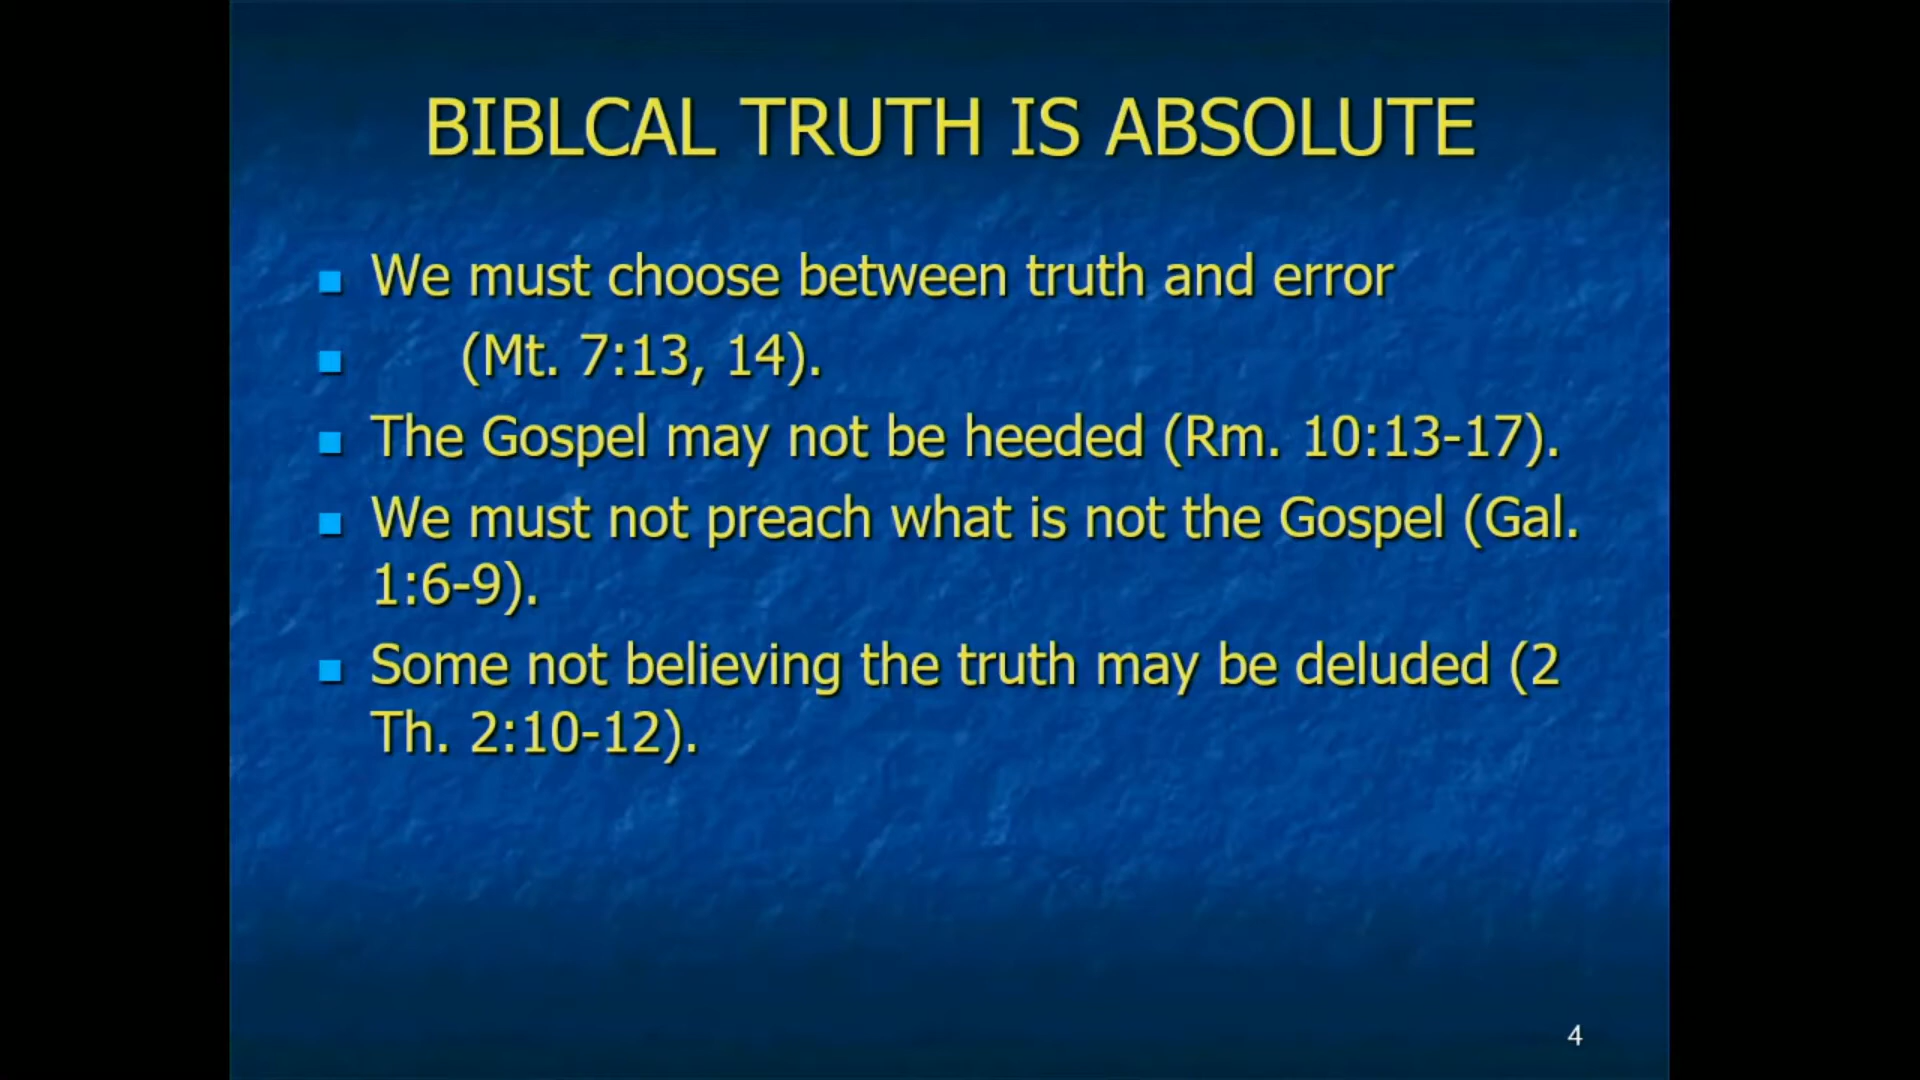 BIBLCAL TRUTH IS ABSOLUTE
We must choose between truth and error
(Mt. 7:13, 14).
The Gospel may not be heeded (Rm. 10:13-17).
We must not preach what is not the Gospel (Gal.
1:6-9).
Some not believing the truth may be deluded (2
Th. 2:10-12).
4